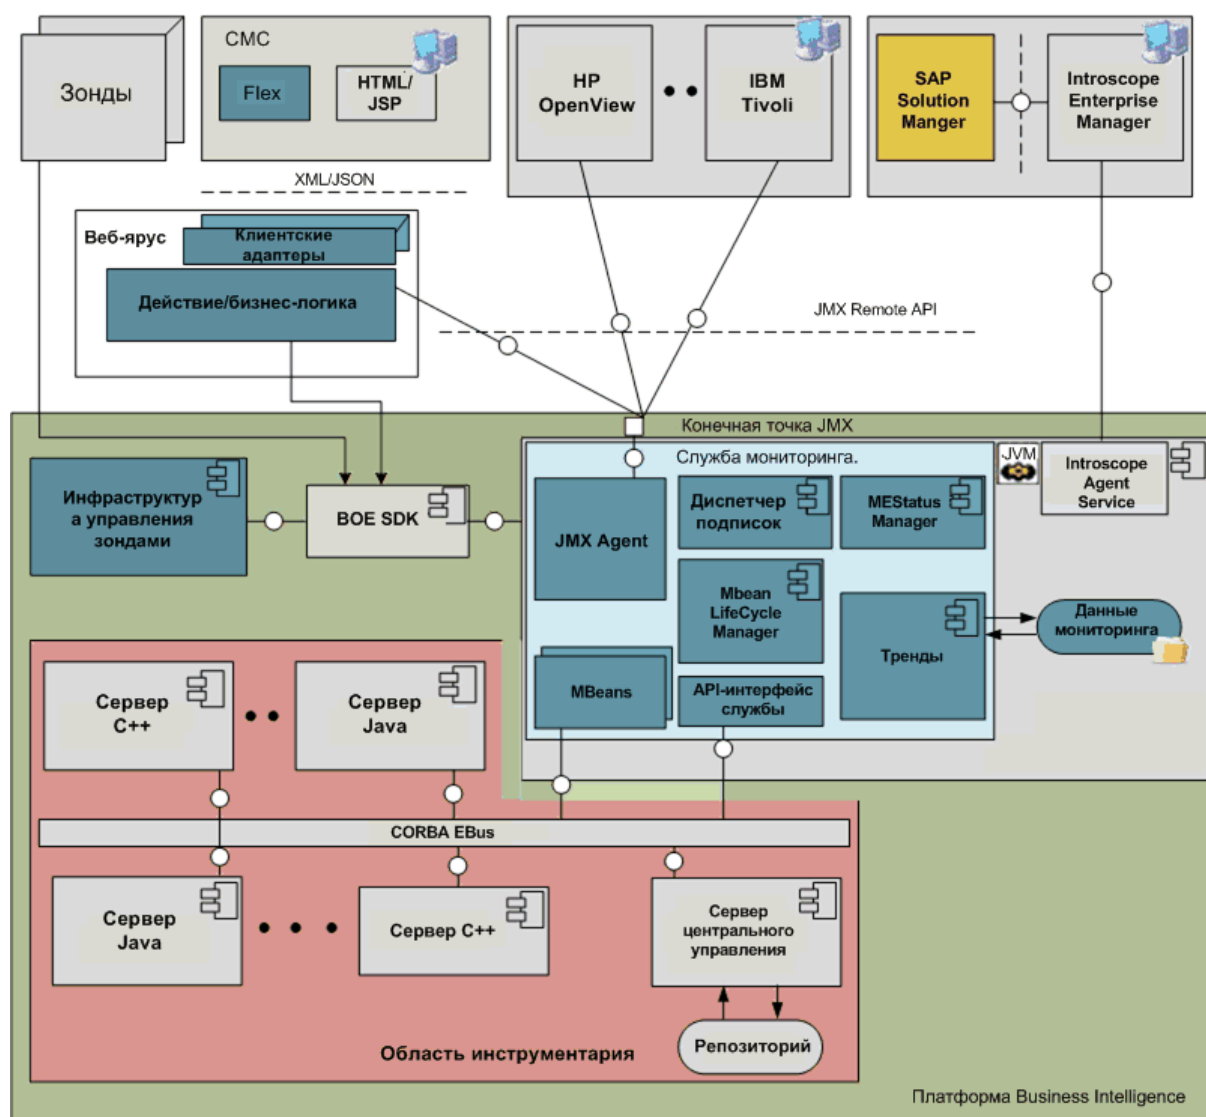 Зонды
CMC
Flex
HTML/
JSP
HP
OpenView
IBM
Tivoli
SAP
Solution
Manger
Introscope
Enterprise
Manager
XML/JSON
Веб-ярус
Клиентские
адаптеры
Действие/бизнес-логика
JMX Remote API
Конечная точка JMX
Служба мониторинга.
JVM
Introscope
Agent
Service
Инфраструктур
а управления
зондами
BOE SDK
JMX Agent
Диспетчер
подписок
MEStatus
Manager
Mbean
LifeCycle
Manager
Тренды
Данные
мониторинга
MBeans
API-интерфейс
службы
Сервер
C++
Сервер
Java
CORBA EBus
Сервер
Java
Сервер C++
Сервер
центрального
управления
Репозиторий
Область инструментария
Платформа Business Intelligence